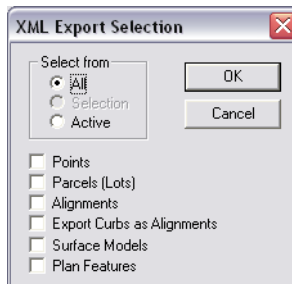 XML Export Selection
Select from
All
OK
Selection
Cancel
Active
Points
Parcels (Lots)
Alignments
Export Curbs as Alignments
Surface Models
Plan Features